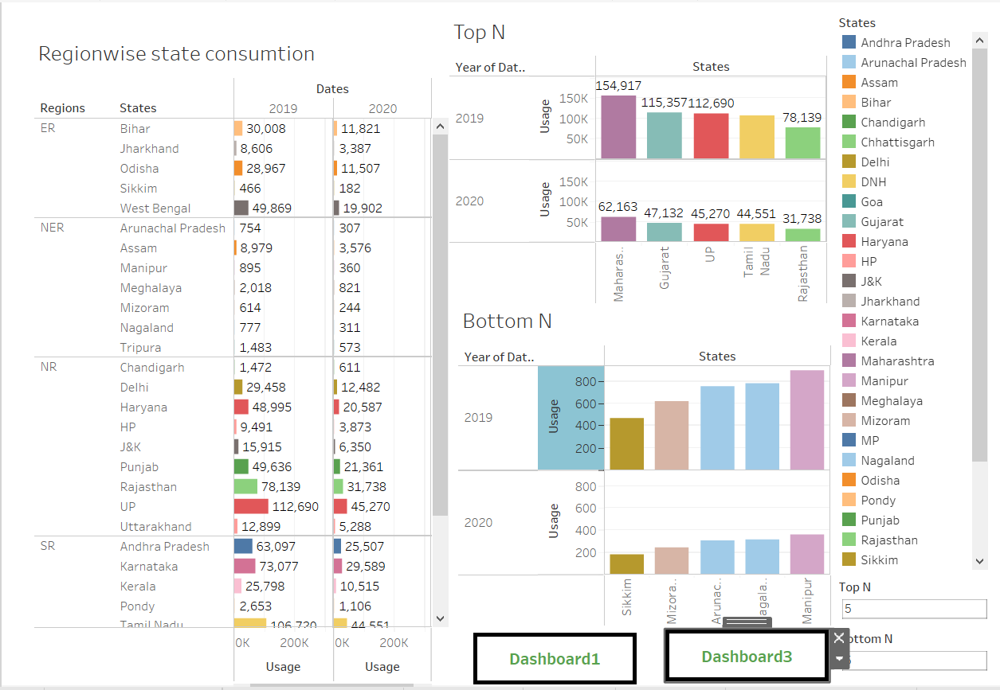 Regionwise state consumtion
Dates
Regions States 2019 2020
ER Bihar 30,008 11,821
Jharkhand 8,606 3,387
Odisha 28,967 11,507
Sikkim 466 182
West Bengal 49,869 19,902
NER Arunachal Pradesh 754 307
Assam 8,979 3,576
Manipur 895 360
Meghalaya 2,018 821
Mizoram 614 244
Nagaland 777 311
Tripura 1,483 573
NR Chandigarh 1,472 611
Delhi 29,458 12,482
Haryana 48,995 20,587
HP 9,491 3,873
J&K 15,915 6,350
Punjab 49,636 21,361
Rajasthan 78,139 31,738
UP 112,690 45,270
Uttarakhand 12,899 5,288
SR Andhra Pradesh 63,097 25,507
Karnataka 73,077 29,589
Kerala 25,798 10,515
Pondy 2,653 1,106
Tamil Nadu 106,720 44,551
0K 200K 0K 200K
Usage Usage
Top N
Year of Dat.. States
2019 Usage
150K
100K
50K
154,917 115,357 112,690 78,139
2020 Usage
150K
100K
50K
62,163 47,132 45,270 44,551 31,738
Maharas.. Gujarat UP Tamil Nadu Rajasthan
Bottom N
Year of Dat.. States
2019 Usage
800
600
400
200
2020 Usage
800
600
400
200
Sikkim Mizora.. Arunac.. agala.. Manipur
Dashboard1 Dashboard3
States
Andhra Pradesh
Arunachal Pradesh
Assam
Bihar
Chandigarh
Chhattisgarh
Delhi
DNH
Goa
Gujarat
Haryana
HP
J&K
Jharkhand
Karnataka
Kerala
Maharashtra
Manipur
Meghalaya
Mizoram
MP
Nagaland
Odisha
Pondy
Punjab
Rajasthan
Sikkim
Top N
5
ottom N